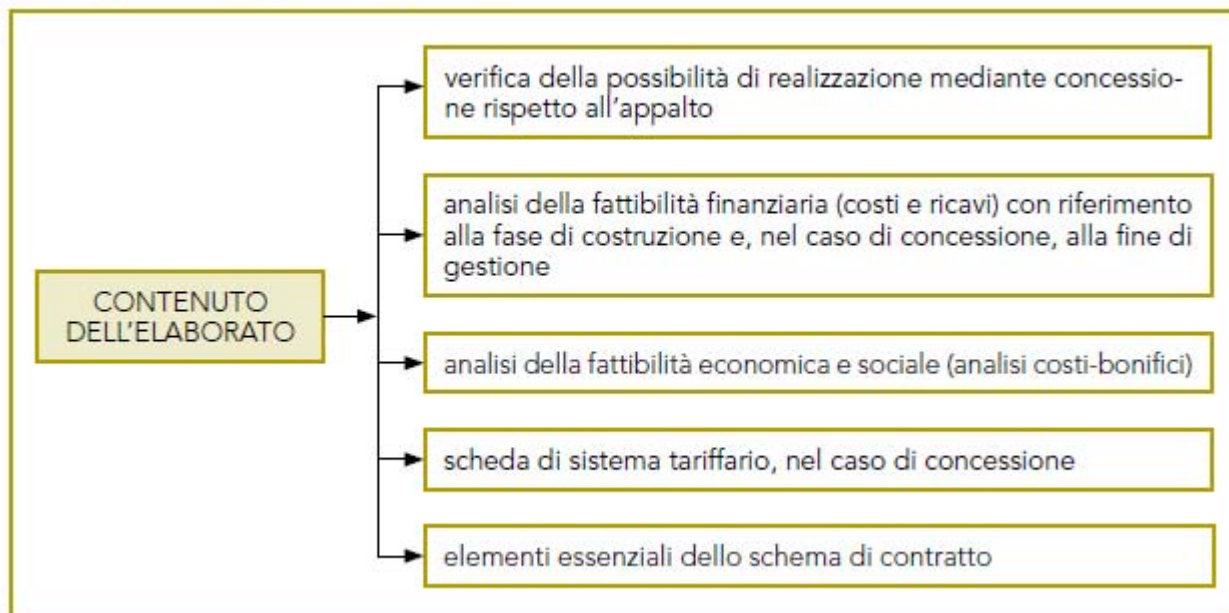 verifica della possibilità di realizzazione mediante concessio-
ne rispetto all'appalto
analisi della fattibilità finanziaria (costi e ricavi) con riferimento
alla fase di costruzione e, nel caso di concessione, alla fine di
gestione
CONTENUTO
DELL'ELABORATO
analisi della fattibilità economica e sociale (analisi costi-bonifici)
scheda di sistema tariffario, nel caso di concessione
elementi essenziali dello schema di contratto